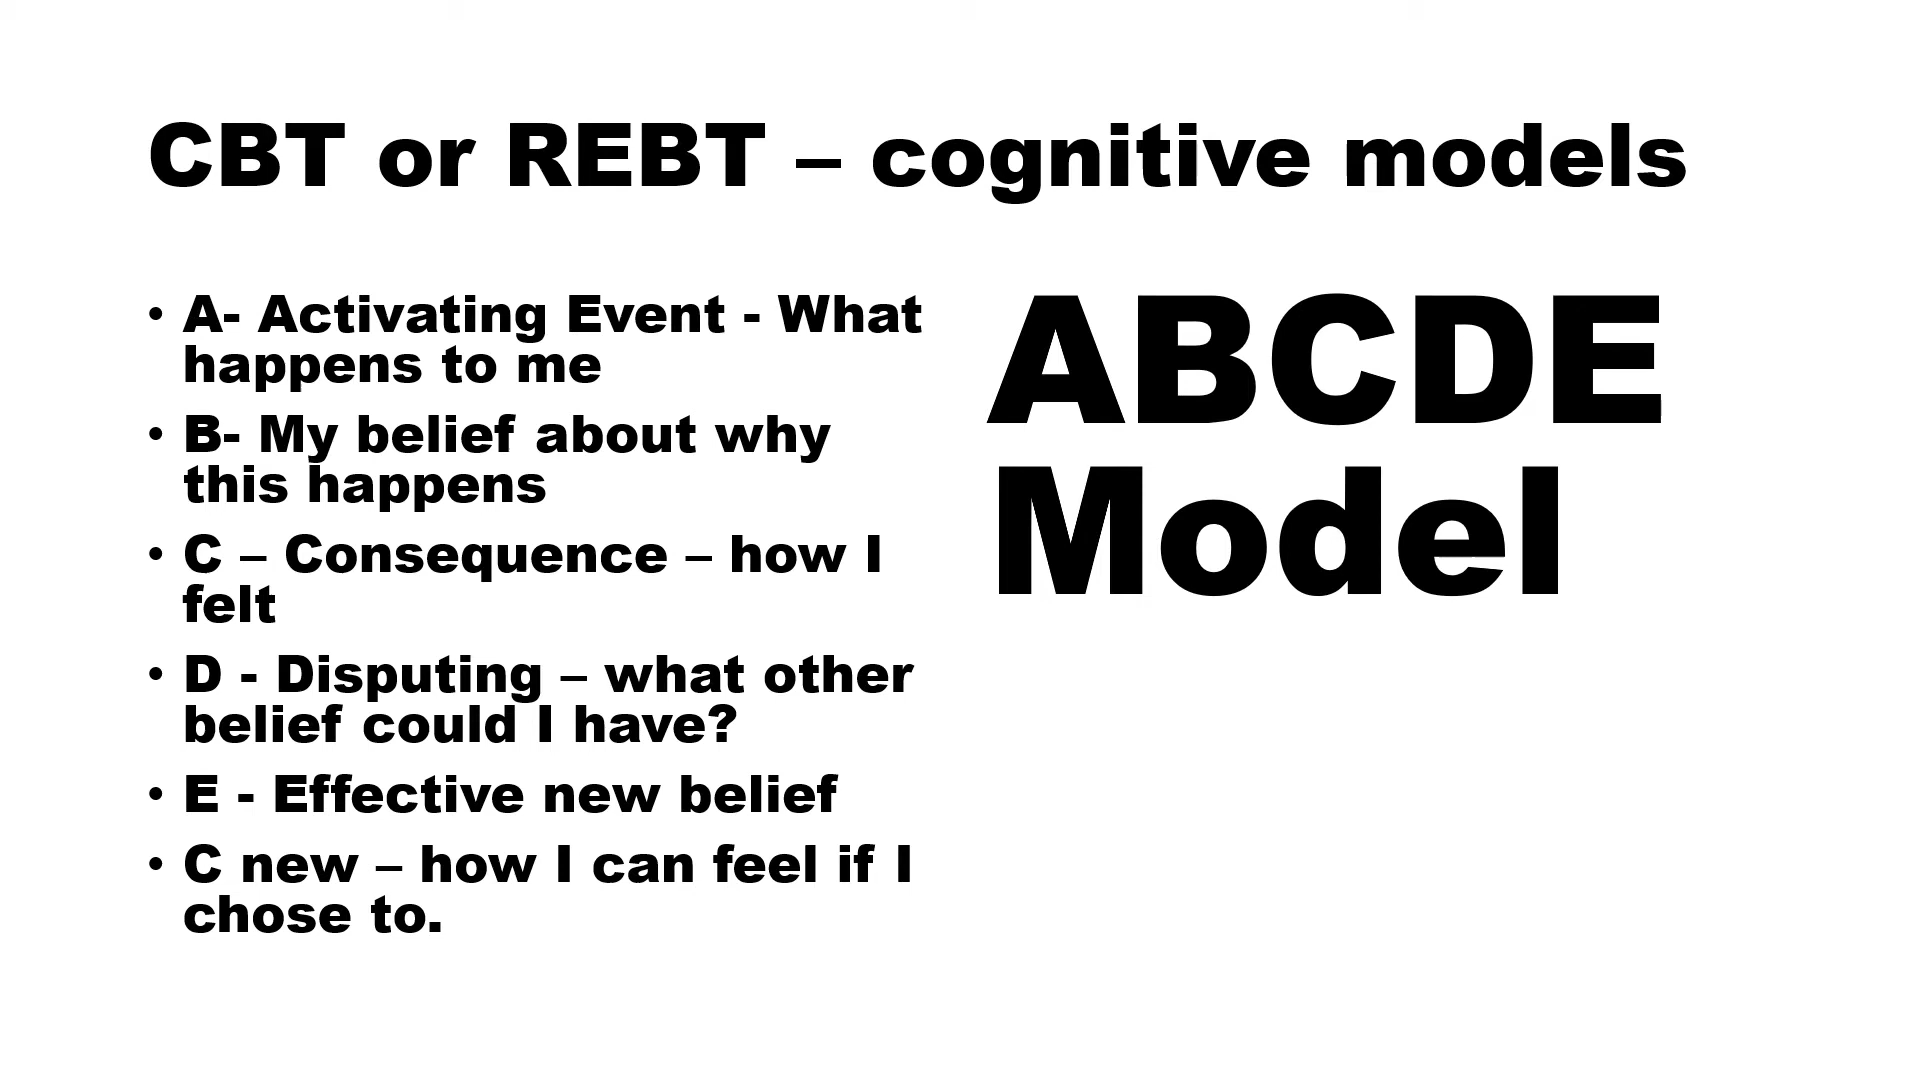 CBT or REBT – cognitive models
• A- Activating Event - What
happens to me
• B- My belief about why
this happens
• C – Consequence – how I
felt
• D - Disputing – what other
belief could I have?
• E - Effective new belief
• C new – how I can feel if I
chose to.
ABCDE
Model